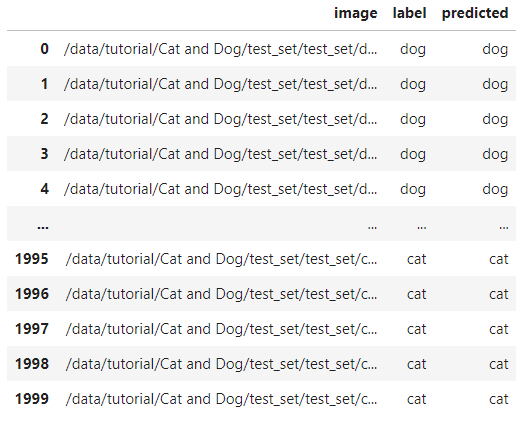 image label predicted
0 /data/tutorial/Cat and Dog/test_set/test_set/d... dog dog
1 /data/tutorial/Cat and Dog/test_set/test_set/d... dog dog
2 /data/tutorial/Cat and Dog/test_set/test_set/d... dog dog
3 /data/tutorial/Cat and Dog/test_set/test_set/d... dog dog
4 /data/tutorial/Cat and Dog/test_set/test_set/d... dog dog
... ... ... ...
1995 /data/tutorial/Cat and Dog/test_set/test_set/c... cat cat
1996 /data/tutorial/Cat and Dog/test_set/test_set/c... cat cat
1997 /data/tutorial/Cat and Dog/test_set/test_set/c... cat cat
1998 /data/tutorial/Cat and Dog/test_set/test_set/c... cat cat
1999 /data/tutorial/Cat and Dog/test_set/test_set/c... cat cat